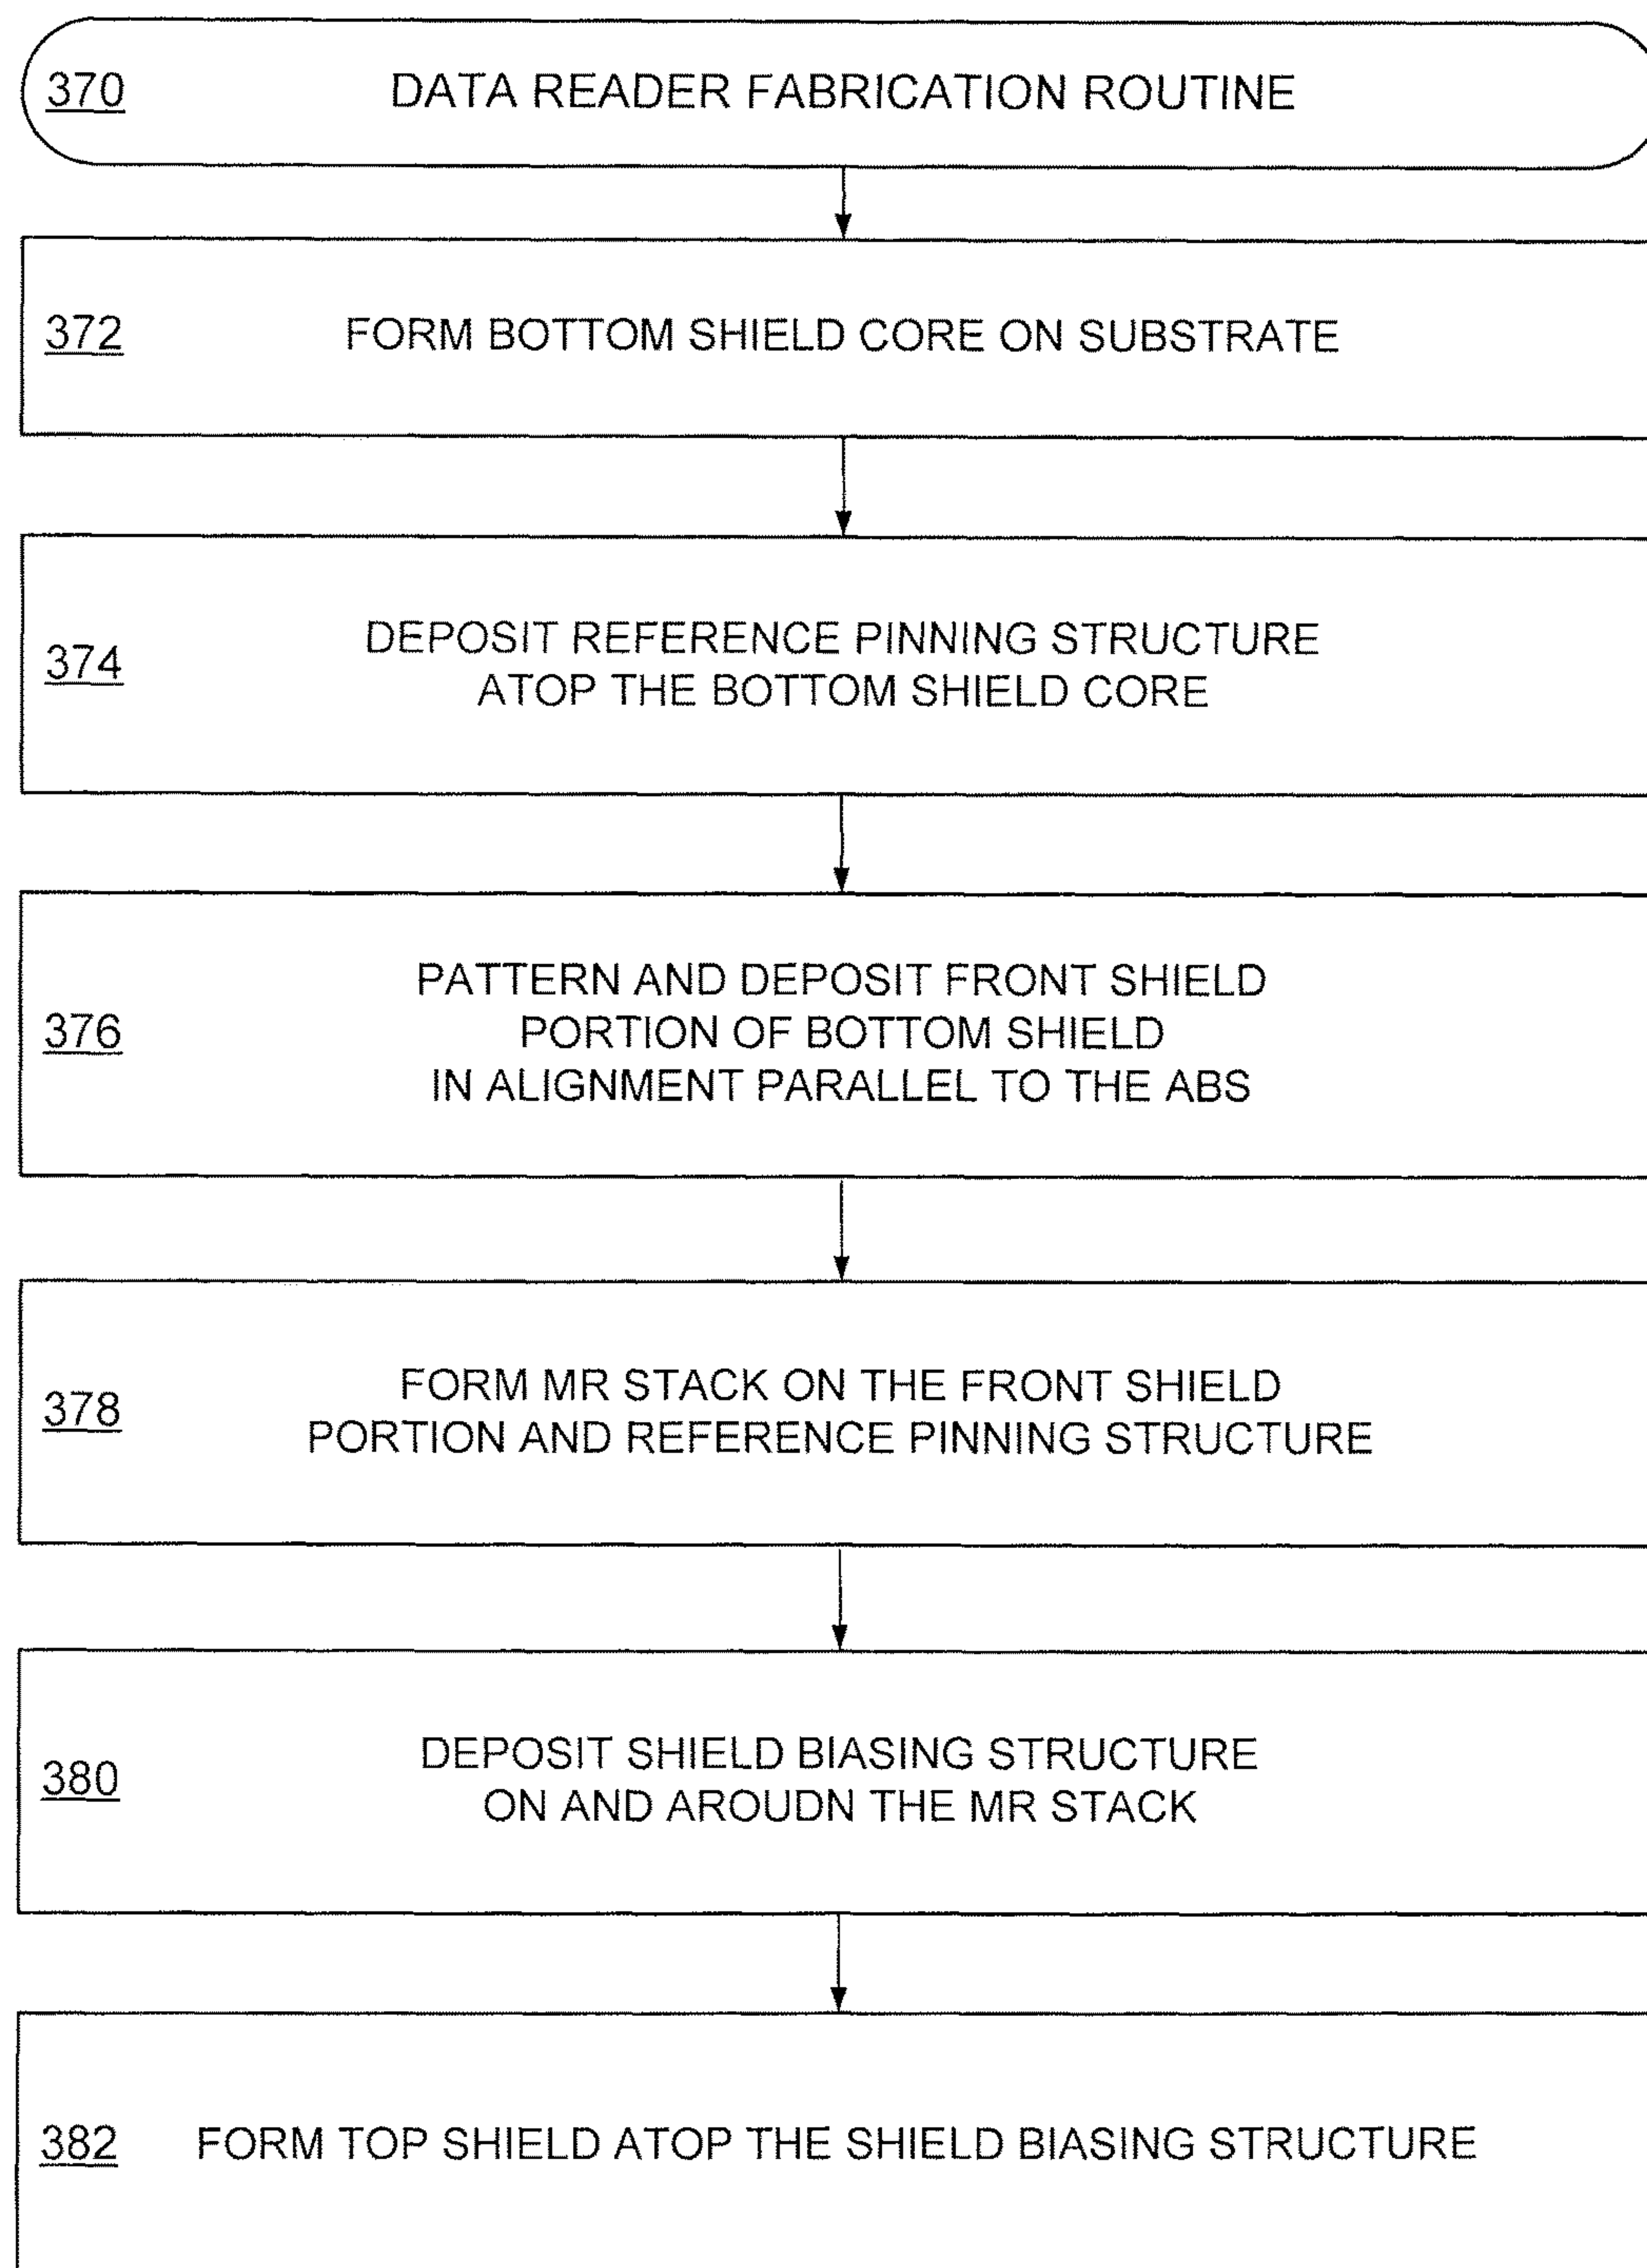 370 DATA READER FABRICATION ROUTINE
372 FORM BOTTOM SHIELD CORE ON SUBSTRATE
374 DEPOSIT REFERENCE PINNING STRUCTURE
ATOP THE BOTTOM SHIELD CORE
PATTERN AND DEPOSIT FRONT SHIELD
376 PORTION OF BOTTOM SHIELD
IN ALIGNMENT PARALLEL TO THE ABS
378 FORM MR STACK ON THE FRONT SHIELD
PORTION AND REFERENCE PINNING STRUCTURE
380 DEPOSIT SHIELD BIASING STRUCTURE
ON AND AROUDN THE MR STACK
382 FORM TOP SHIELD ATOP THE SHIELD BIASING STRUCTURE